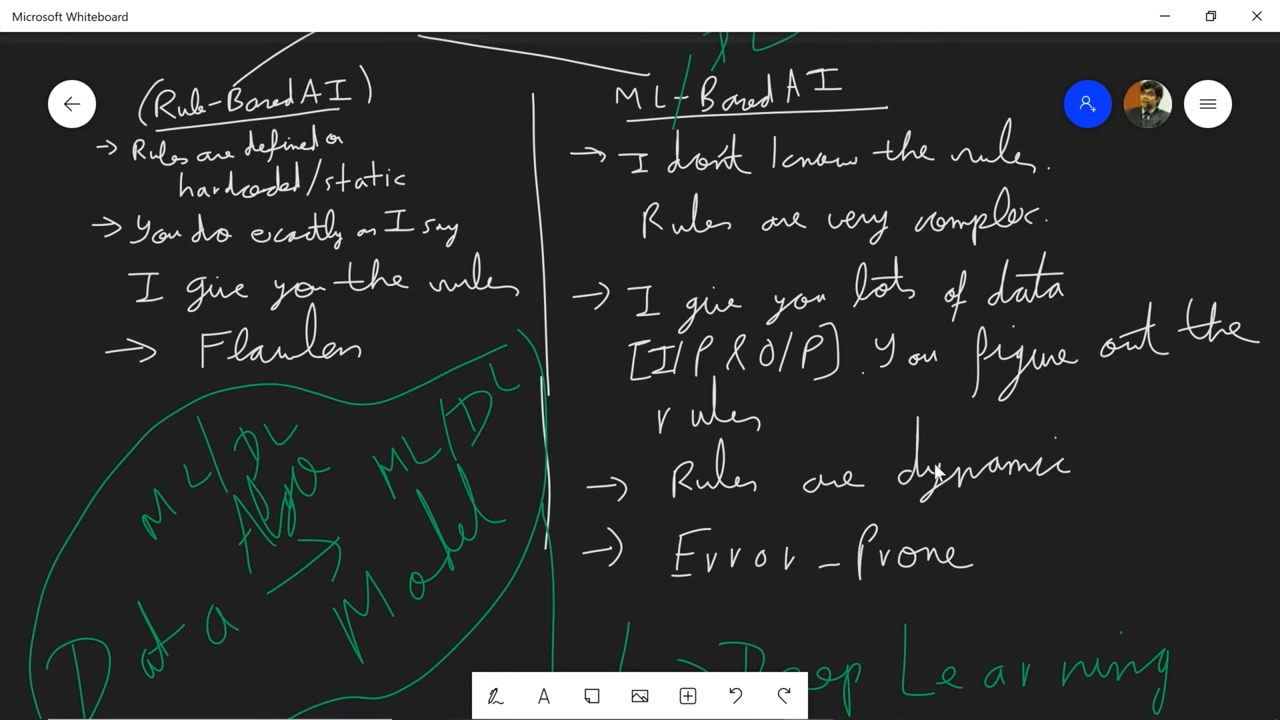 Microsoft Whiteboard
(Rule-Based AI)
→ Rules are defined or
hardcoded/static
→ You do exactly as I say
I give you the rules
→ Flawless
ML/DL
Algo
ML/DL
Data → Model
/DL
ML-Based AI
→ I don't know the rules.
Rules are very complex.
→ I give you lots of data
[I/P & O/P]. You figure out the
rules
→ Rules are dynamic
→ Error-Prone
→ Deep Learning